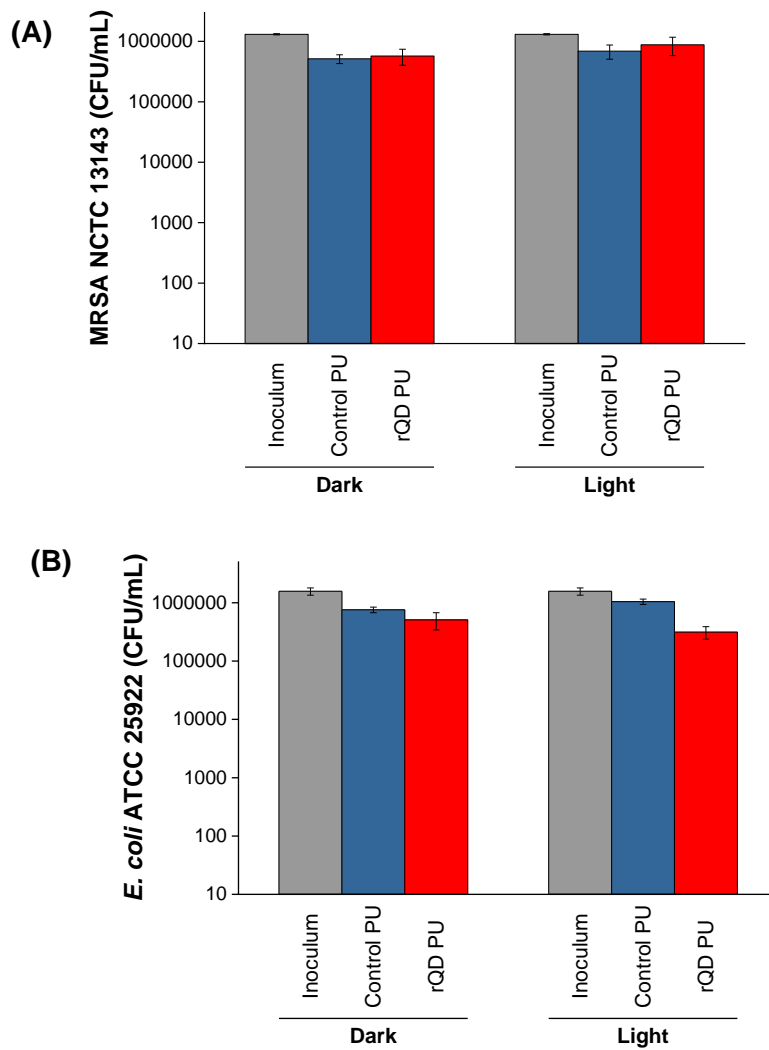 (A)
MRSA NCTC 13143 (CFU/mL)
1000000
100000
10000
1000
100
10
Inoculum
Control PU
rQD PU
Inoculum
Control PU
rQD PU
Dark
Light
(B)
E. coli ATCC 25922 (CFU/mL)
1000000
100000
10000
1000
100
10
Inoculum
Control PU
rQD PU
Inoculum
Control PU
rQD PU
Dark
Light